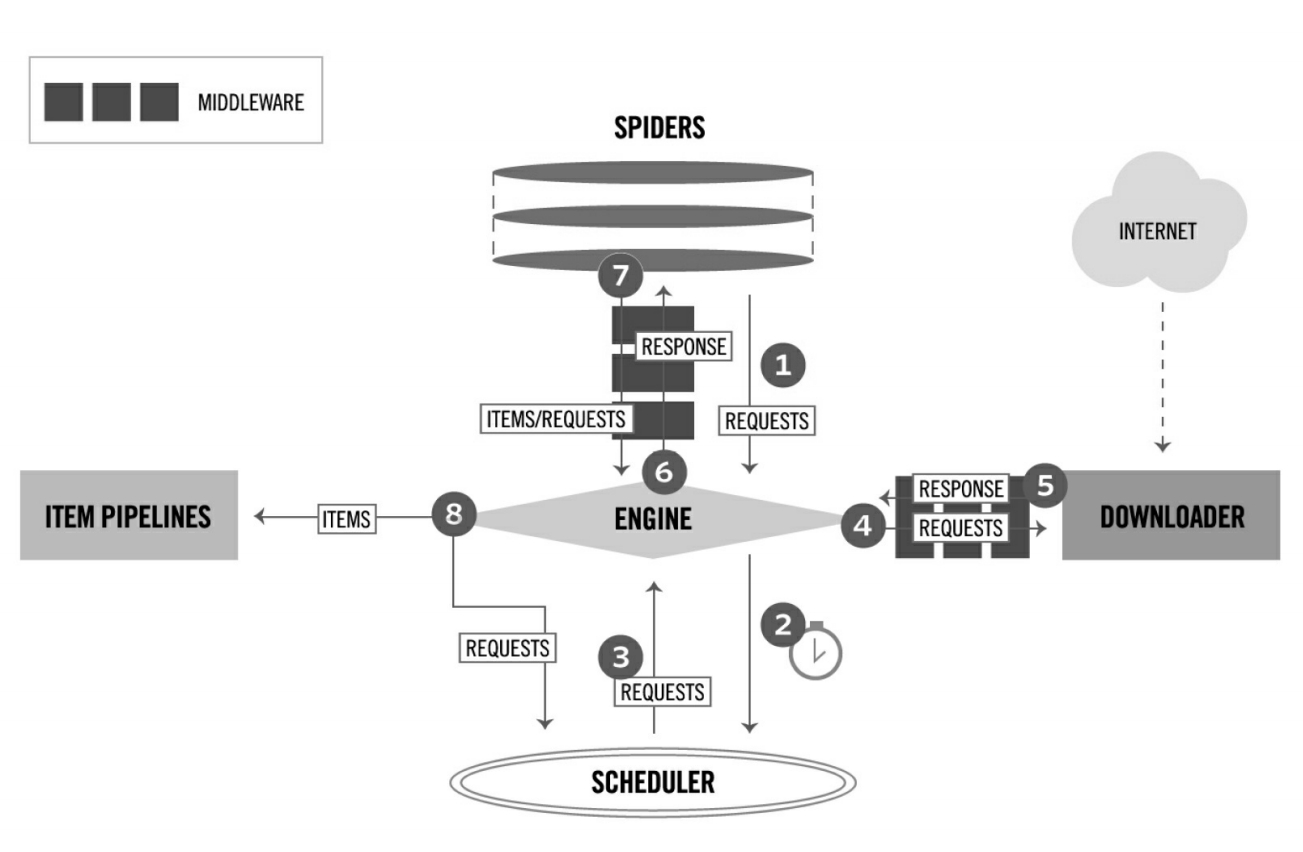 MIDDLEWARE
SPIDERS
INTERNET
7
RESPONSE
1
ITEMS/REQUESTS
REQUESTS
6
5
RESPONSE
ITEM PIPELINES
ITEMS
8
ENGINE
4
REQUESTS
DOWNLOADER
2
REQUESTS
3
REQUESTS
SCHEDULER